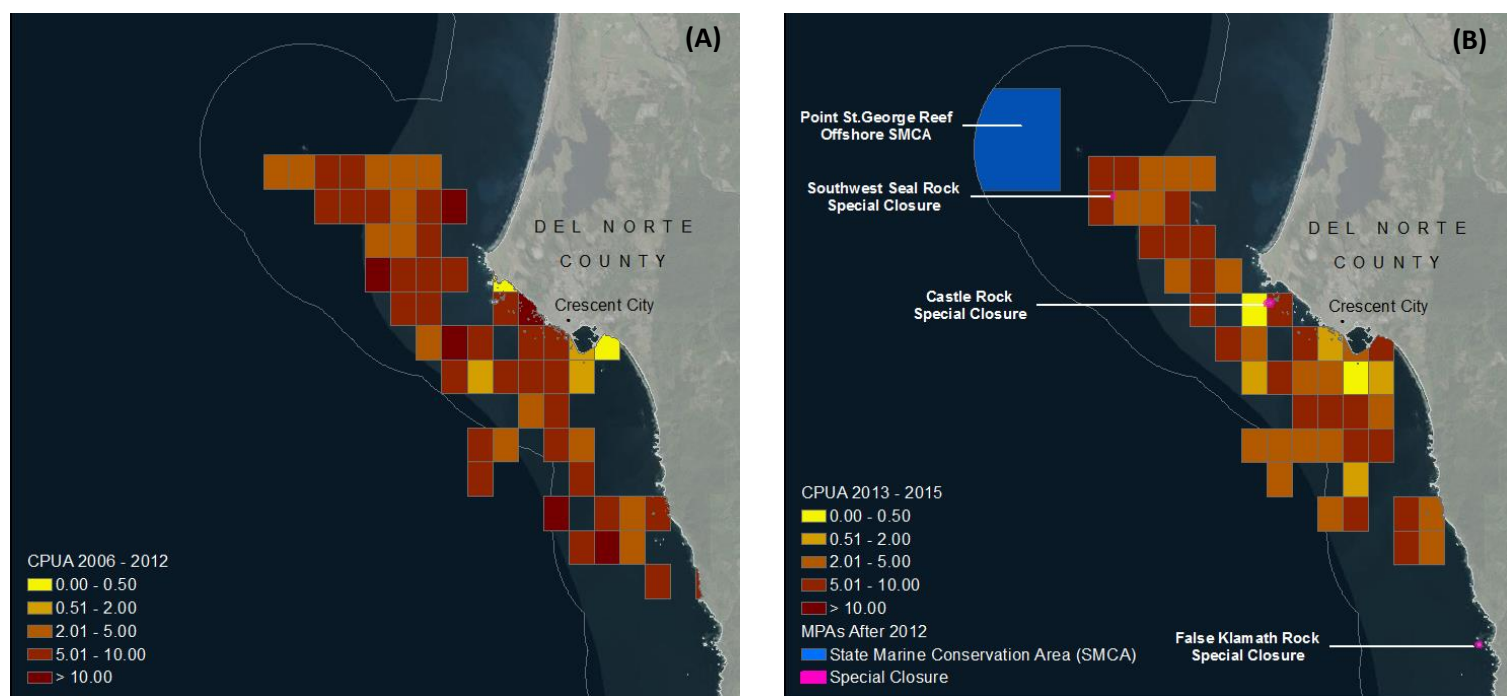 (A)
DEL NORTE
COUNTY
Crescent City
CPUA 2006 - 2012
0.00 - 0.50
0.51 - 2.00
2.01 - 5.00
5.01 - 10.00
> 10.00
(B)
Point St.George Reef
Offshore SMCA
Southwest Seal Rock
Special Closure
DEL NORTE
COUNTY
Castle Rock
Special Closure
Crescent City
CPUA 2013 - 2015
0.00 - 0.50
0.51 - 2.00
2.01 - 5.00
5.01 - 10.00
> 10.00
MPAs After 2012
State Marine Conservation Area (SMCA)
Special Closure
False Klamath Rock
Special Closure